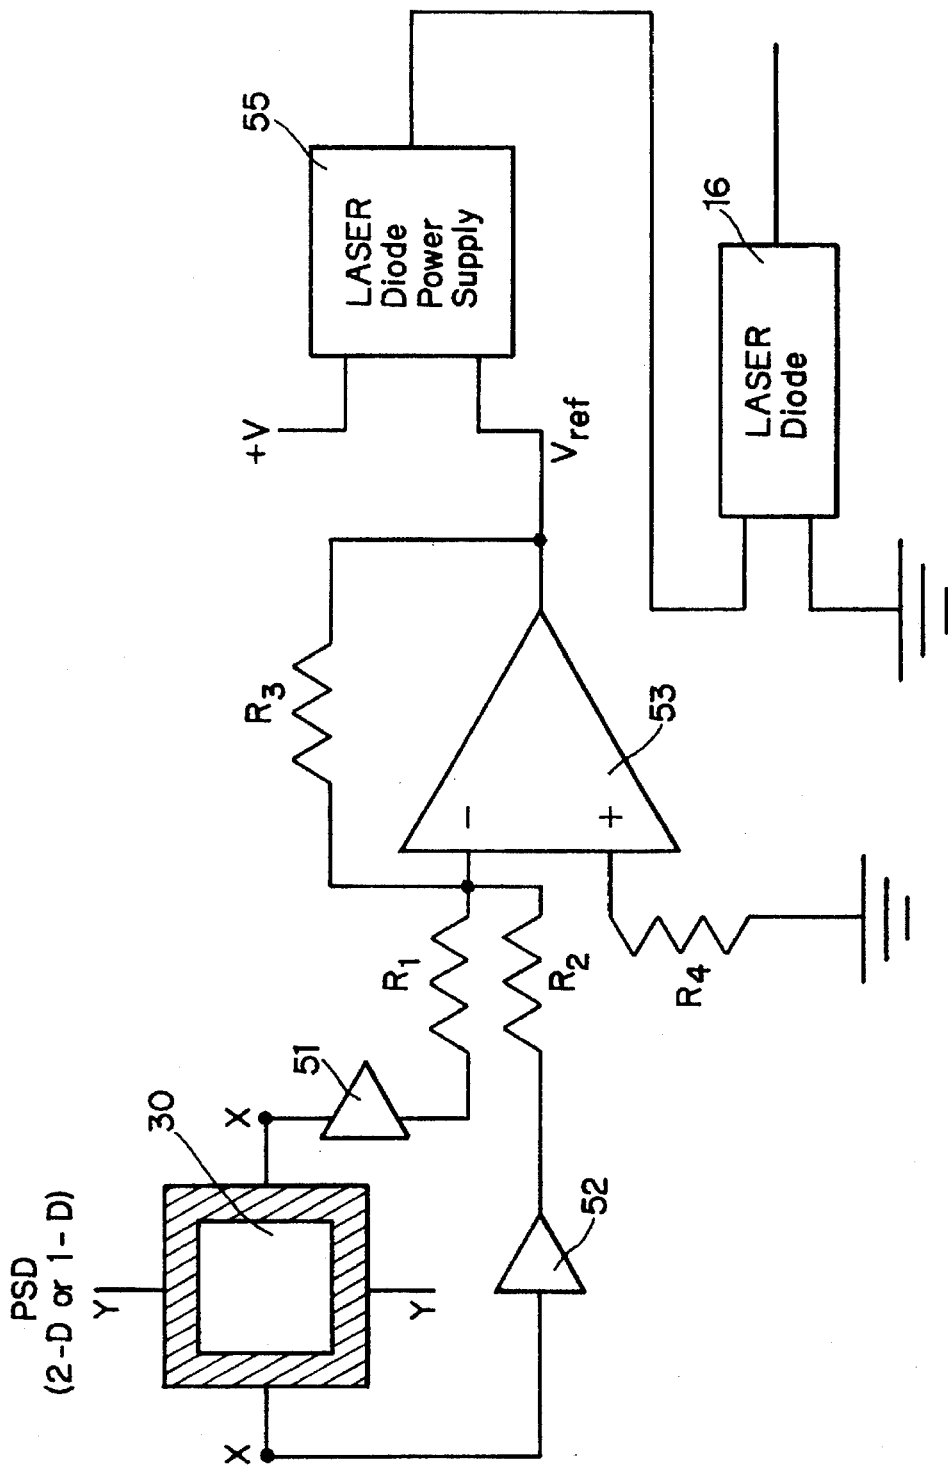 PSD
(2-D or 1-D)
Y
Y
X
X
30
51
52
R1
R2
R3
R4
−
+
53
+V
Vref
55
LASER
Diode
Power
Supply
16
LASER
Diode